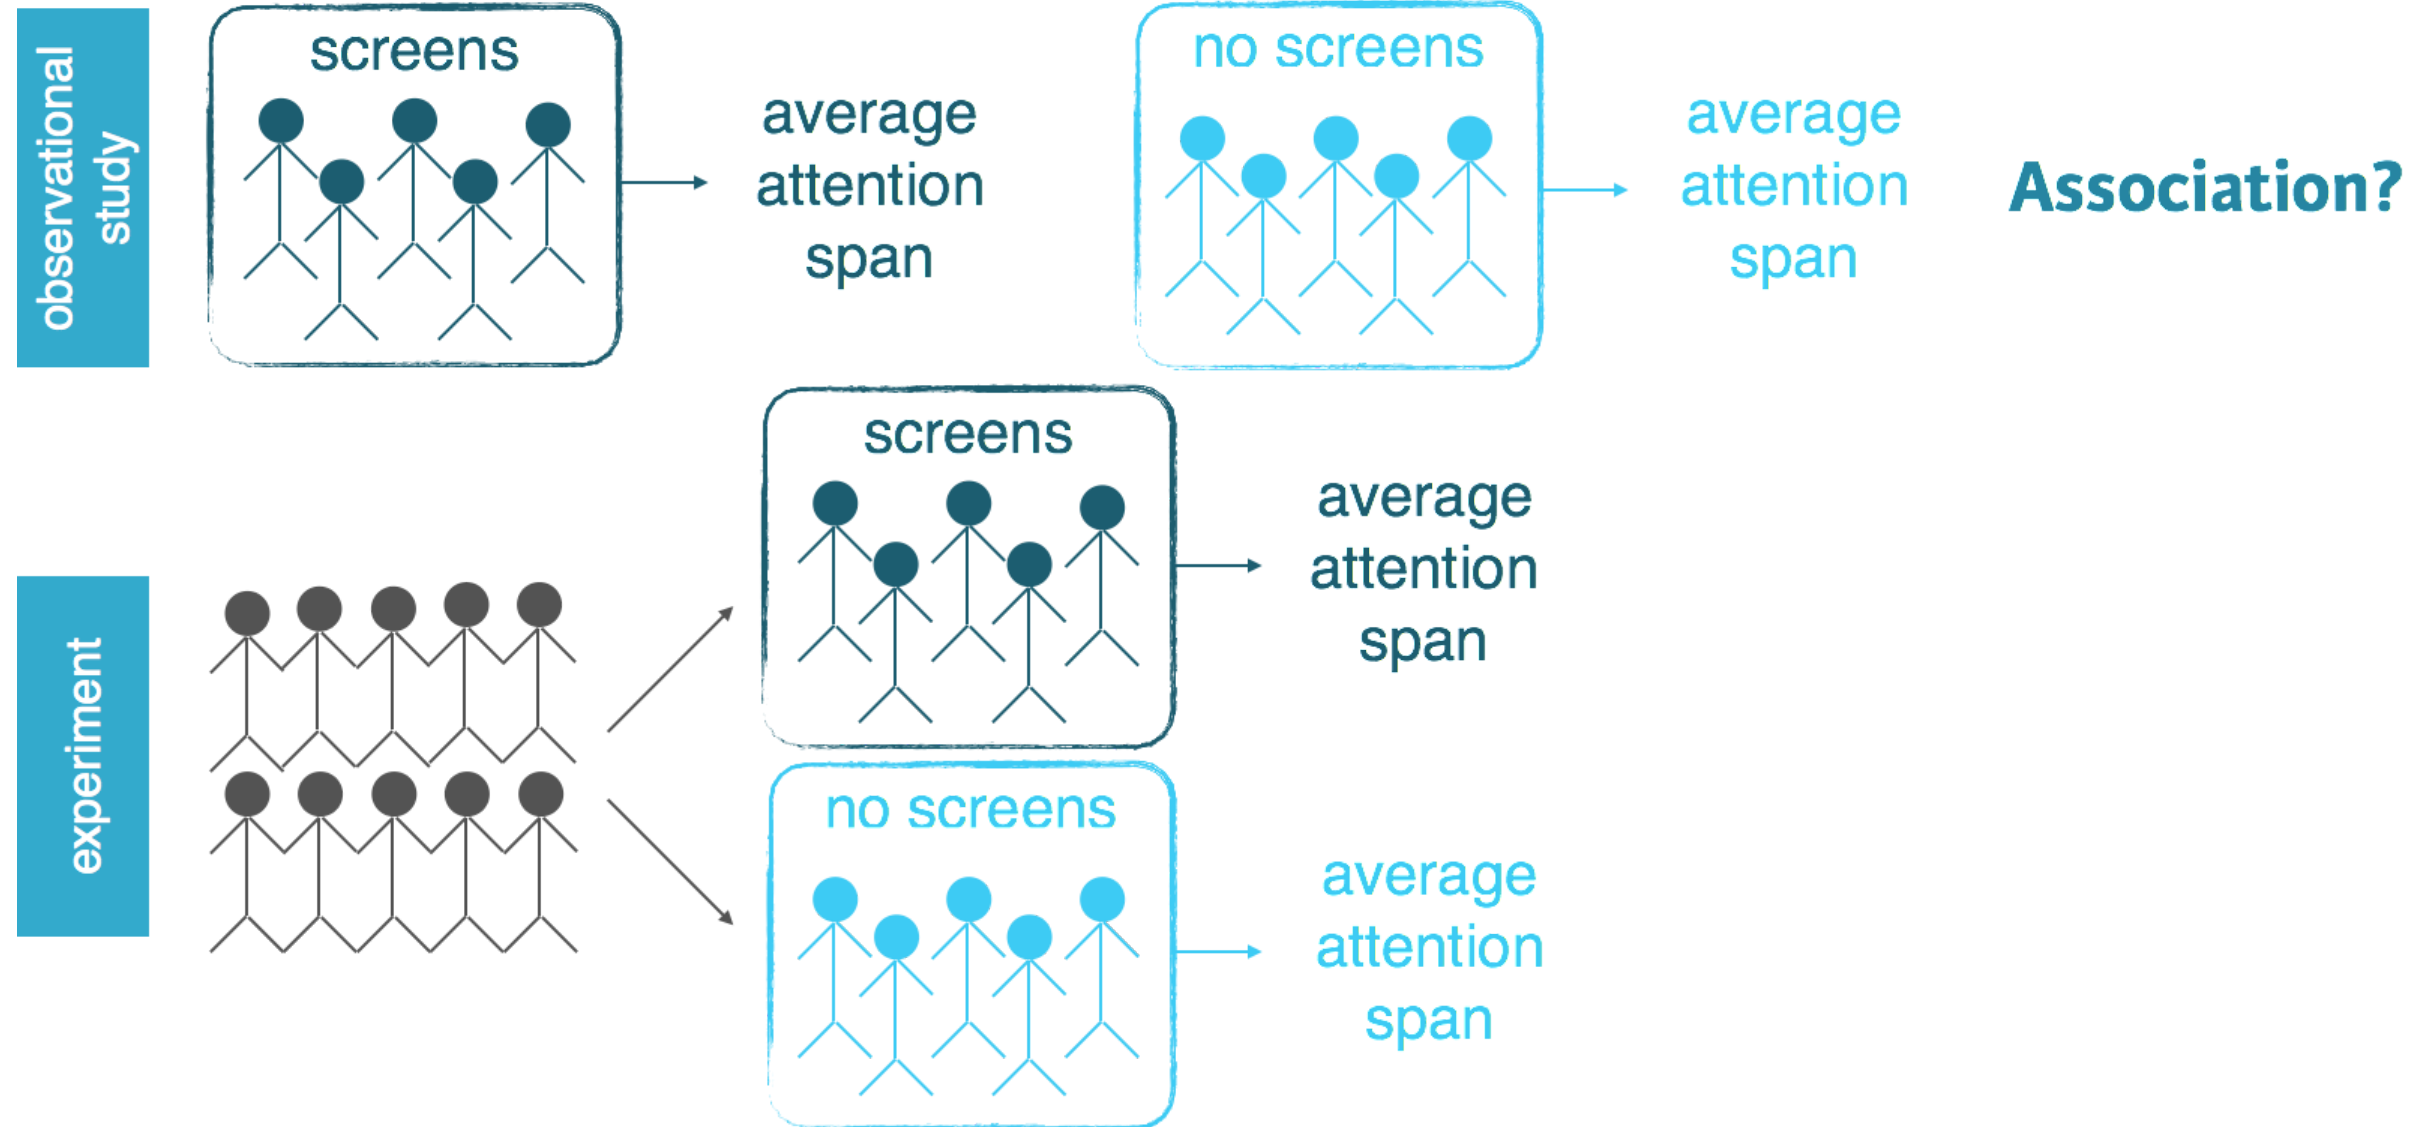 observational
study
screens
average
attention
span
no screens
average
attention
span
Association?
experiment
screens
average
attention
span
no screens
average
attention
span